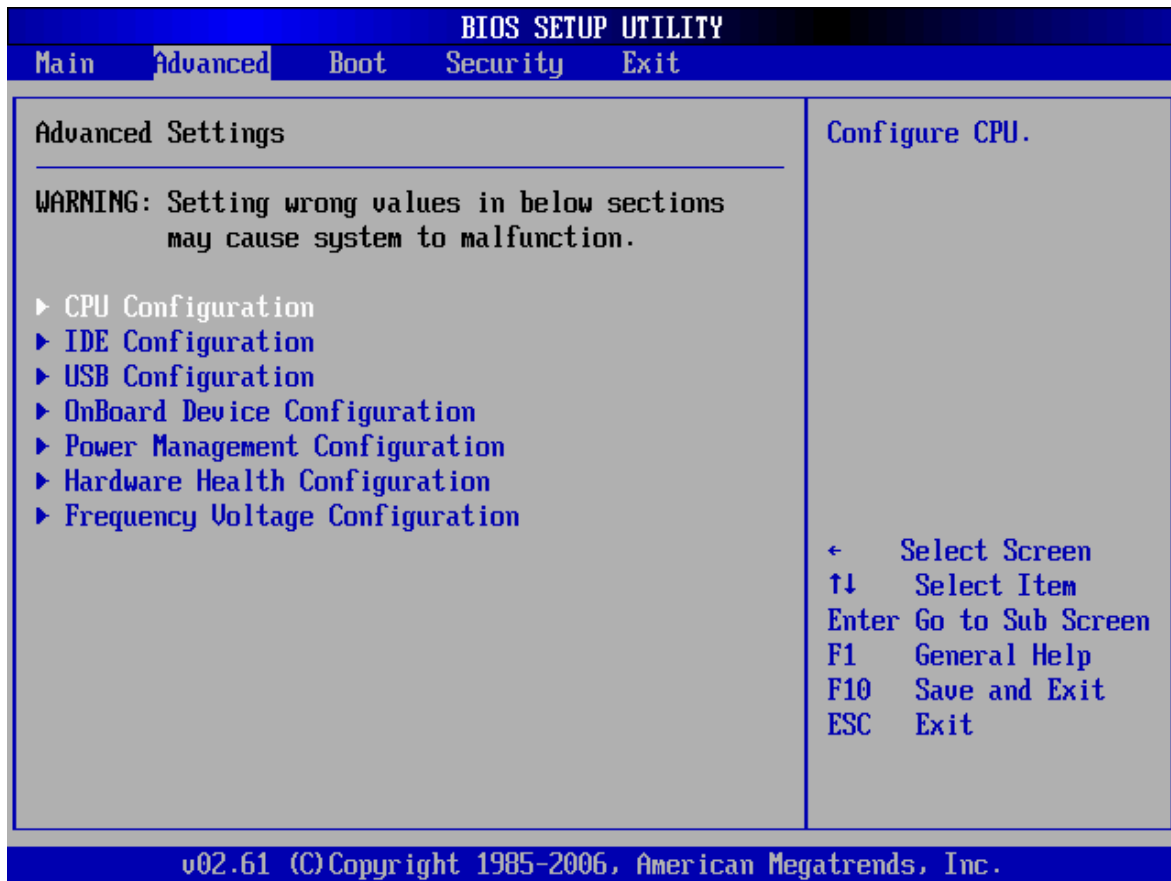 BIOS SETUP UTILITY
Main Advanced Boot Security Exit
Advanced Settings
WARNING: Setting wrong values in below sections
may cause system to malfunction.
▶ CPU Configuration
▶ IDE Configuration
▶ USB Configuration
▶ OnBoard Device Configuration
▶ Power Management Configuration
▶ Hardware Health Configuration
▶ Frequency Voltage Configuration
Configure CPU.
← Select Screen
↑↓ Select Item
Enter Go to Sub Screen
F1 General Help
F10 Save and Exit
ESC Exit
v02.61 (C)Copyright 1985-2006, American Megatrends, Inc.